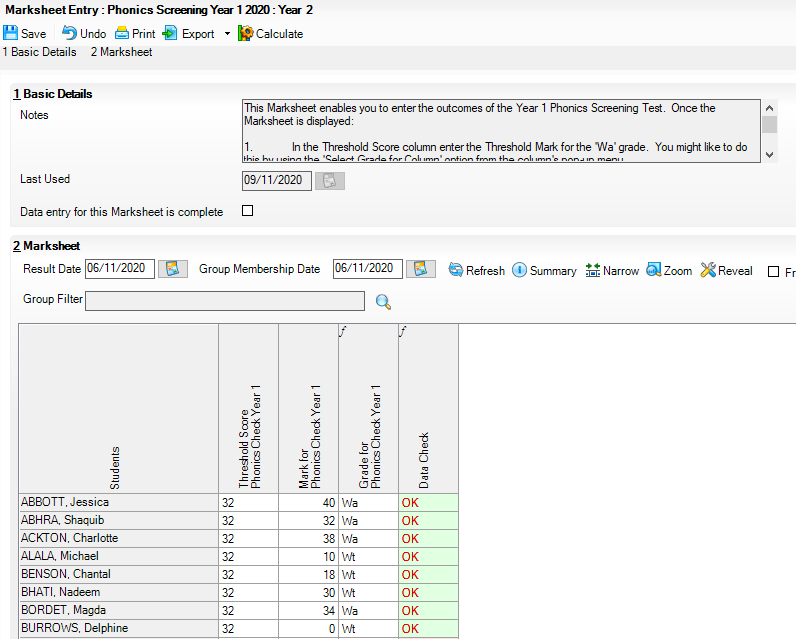 Marksheet Entry : Phonics Screening Year 1 2020 : Year 2
Save Undo Print Export Calculate
1 Basic Details 2 Marksheet
1 Basic Details
Notes
This Marksheet enables you to enter the outcomes of the Year 1 Phonics Screening Test. Once the
Marksheet is displayed:
1. In the Threshold Score column enter the Threshold Mark for the 'Wa' grade. You might like to do
this by using the 'Select Grade for Column' option from the column's pop-up menu
Last Used 09/11/2020
Data entry for this Marksheet is complete
2 Marksheet
Result Date 06/11/2020 Group Membership Date 06/11/2020 Refresh Summary Narrow Zoom Reveal Fr
Group Filter
f f
Students
Threshold Score
Phonics Check Year 1
Mark for
Phonics Check Year 1
Grade for
Phonics Check Year 1
Data Check
ABBOTT, Jessica 32 40 Wa OK
ABHRA, Shaquib 32 32 Wa OK
ACKTON, Charlotte 32 38 Wa OK
ALALA, Michael 32 10 Wt OK
BENSON, Chantal 32 18 Wt OK
BHATI, Nadeem 32 30 Wt OK
BORDET, Magda 32 34 Wa OK
BURROWS, Delphine 32 0 Wt OK